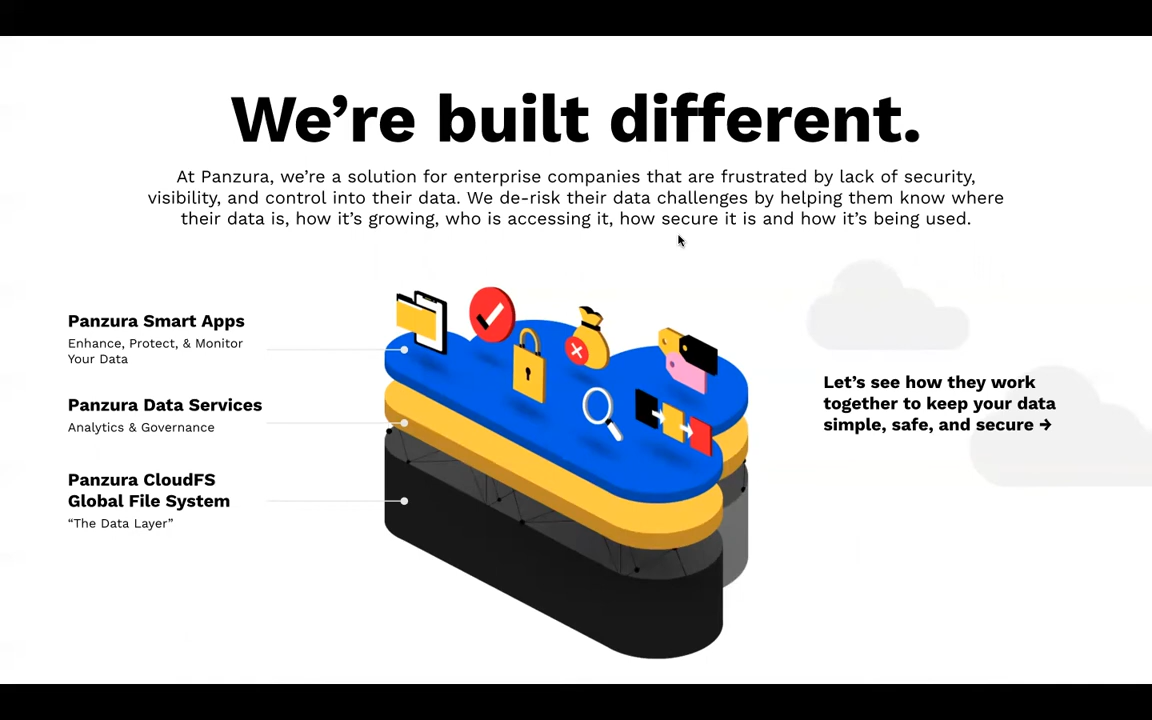 We’re built different.
At Panzura, we’re a solution for enterprise companies that are frustrated by lack of security,
visibility, and control into their data. We de-risk their data challenges by helping them know where
their data is, how it’s growing, who is accessing it, how secure it is and how it’s being used.
Panzura Smart Apps
Enhance, Protect, & Monitor
Your Data
Panzura Data Services
Analytics & Governance
Panzura CloudFS
Global File System
“The Data Layer”
Let’s see how they work
together to keep your data
simple, safe, and secure →